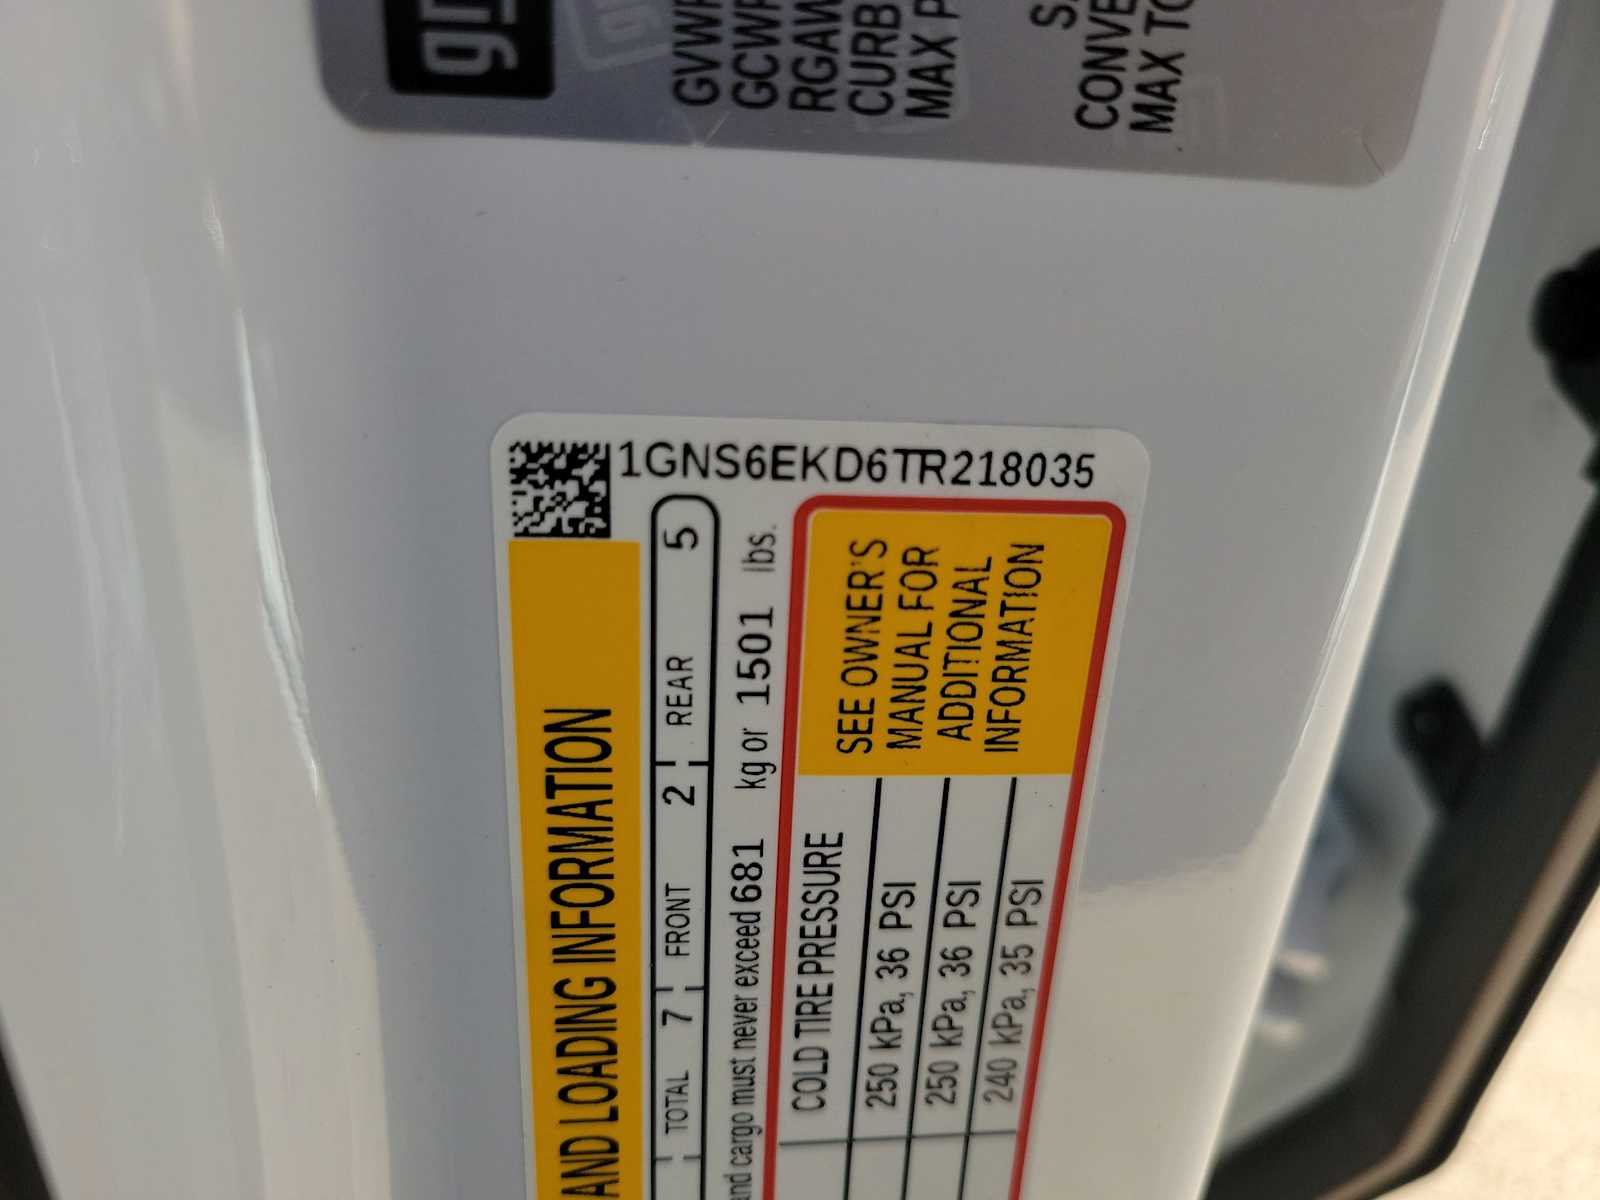 gm
GVWR
GCWR
RGAW
CURB
MAX P
CONVE
MAX TO
1GNS6EKD6TR218035
AND LOADING INFORMATION
TOTAL 7 FRONT 2 REAR 5
and cargo must never exceed 681 kg or 1501 lbs.
COLD TIRE PRESSURE
250 kPa, 36 PSI
250 kPa, 36 PSI
240 kPa, 35 PSI
SEE OWNER'S
MANUAL FOR
ADDITIONAL
INFORMATION